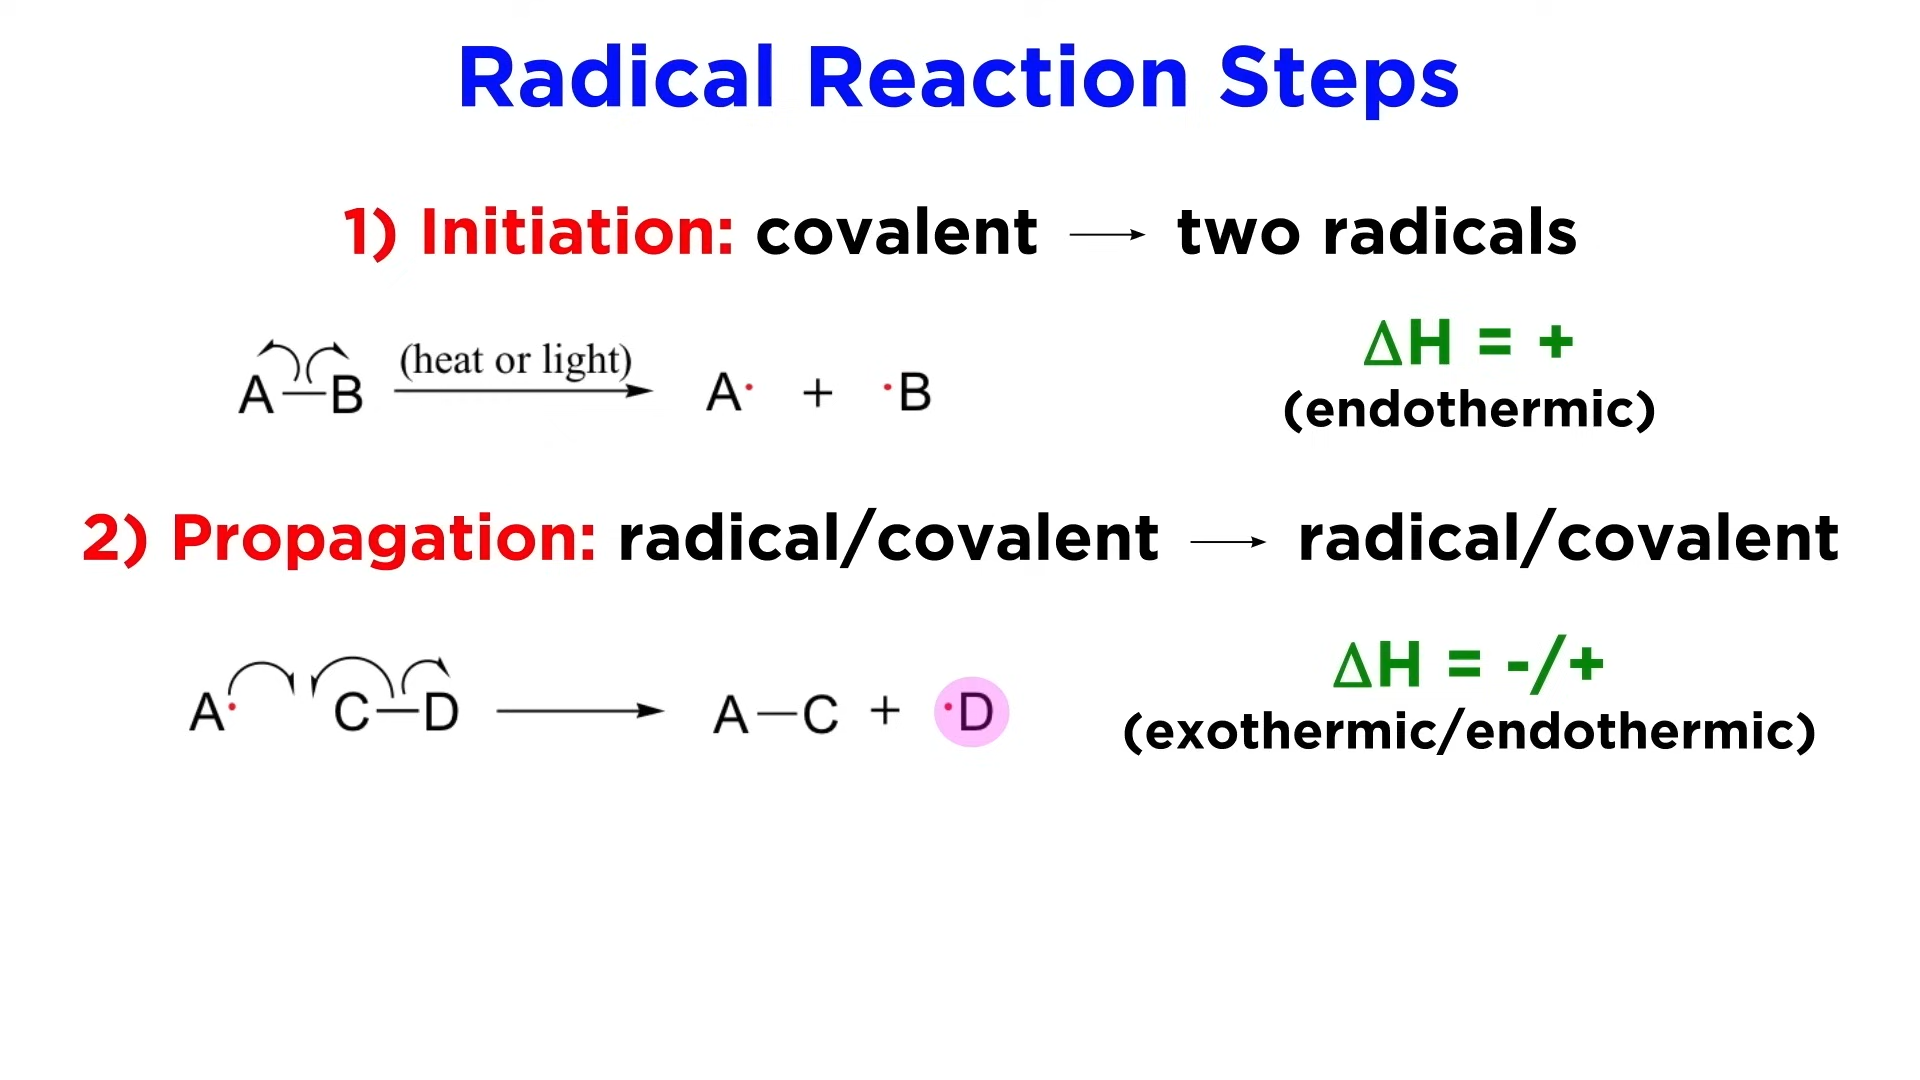 Radical Reaction Steps
1) Initiation: covalent ⟶ two radicals
A—B (heat or light) ⟶ A· + ·B
ΔH = +
(endothermic)
2) Propagation: radical/covalent ⟶ radical/covalent
A· C—D ⟶ A—C + ·D
ΔH = -/+
(exothermic/endothermic)